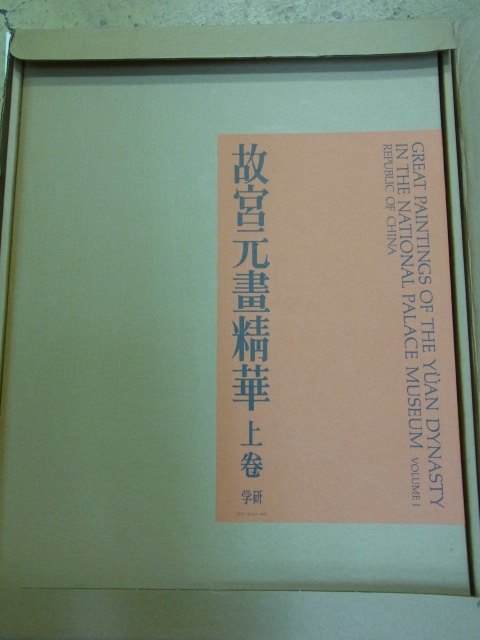 GREAT PAINTINGS OF THE YÜAN DYNASTY
IN THE NATIONAL PALACE MUSEUM VOLUME I
REPUBLIC OF CHINA
故宮元畫精華 上卷
学研